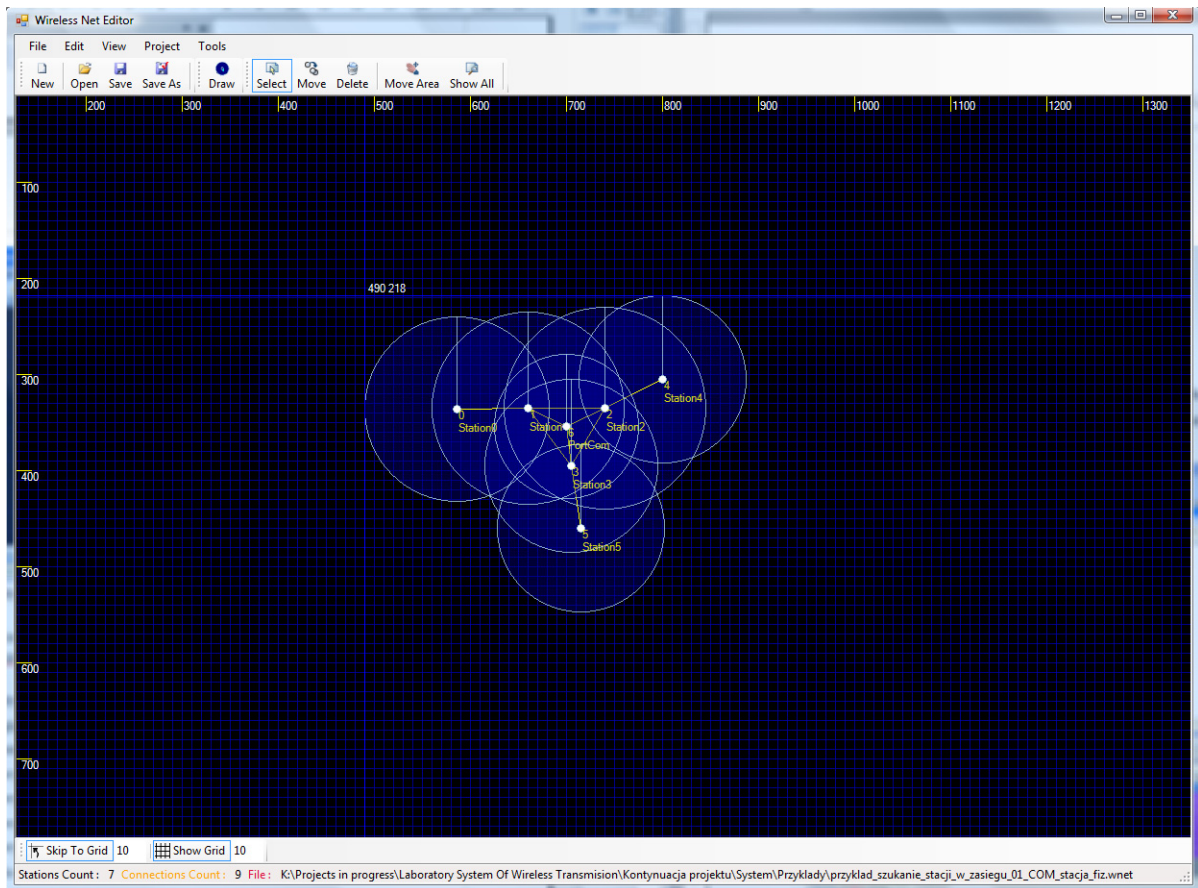 Wireless Net Editor
File Edit View Project Tools
New Open Save Save As Draw Select Move Delete Move Area Show All
200 300 400 500 600 700 800 900 1000 1100 1200 1300
100
200
490 218
300
4
Station4
0 1 2
Station0 Station Station2
6
PortCom
400
3
Station3
5
Station5
500
600
700
Skip To Grid 10 Show Grid 10
Stations Count : 7 Connections Count : 9 File : K:\Projects in progress\Laboratory System Of Wireless Transmision\Kontynuacja projektu\System\Przyklady\przyklad_szukanie_stacji_w_zasiegu_01_COM_stacja_fiz.wnet